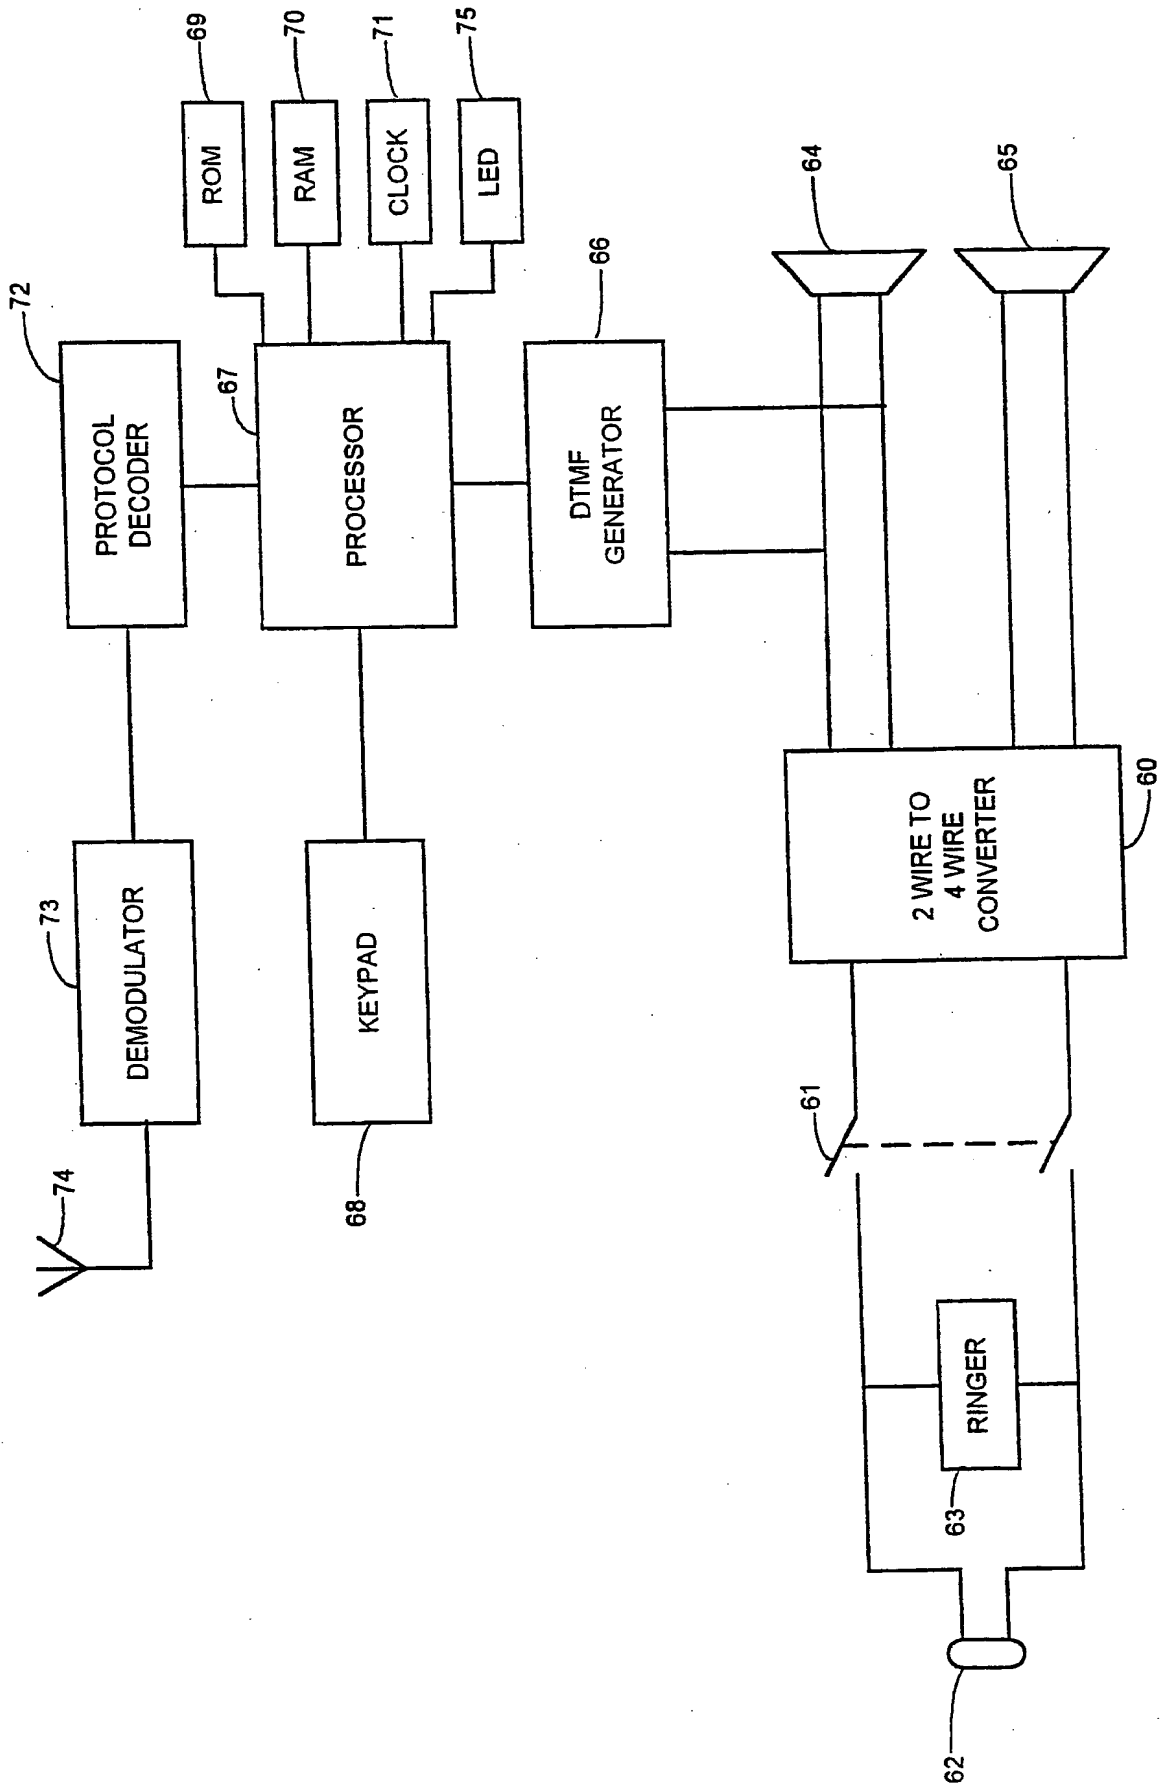 74
73
DEMODULATOR
72
PROTOCOL
DECODER
69
ROM
70
RAM
71
CLOCK
75
LED
68
KEYPAD
67
PROCESSOR
66
DTMF
GENERATOR
62
63
RINGER
61
60
2 WIRE TO
4 WIRE
CONVERTER
64
65